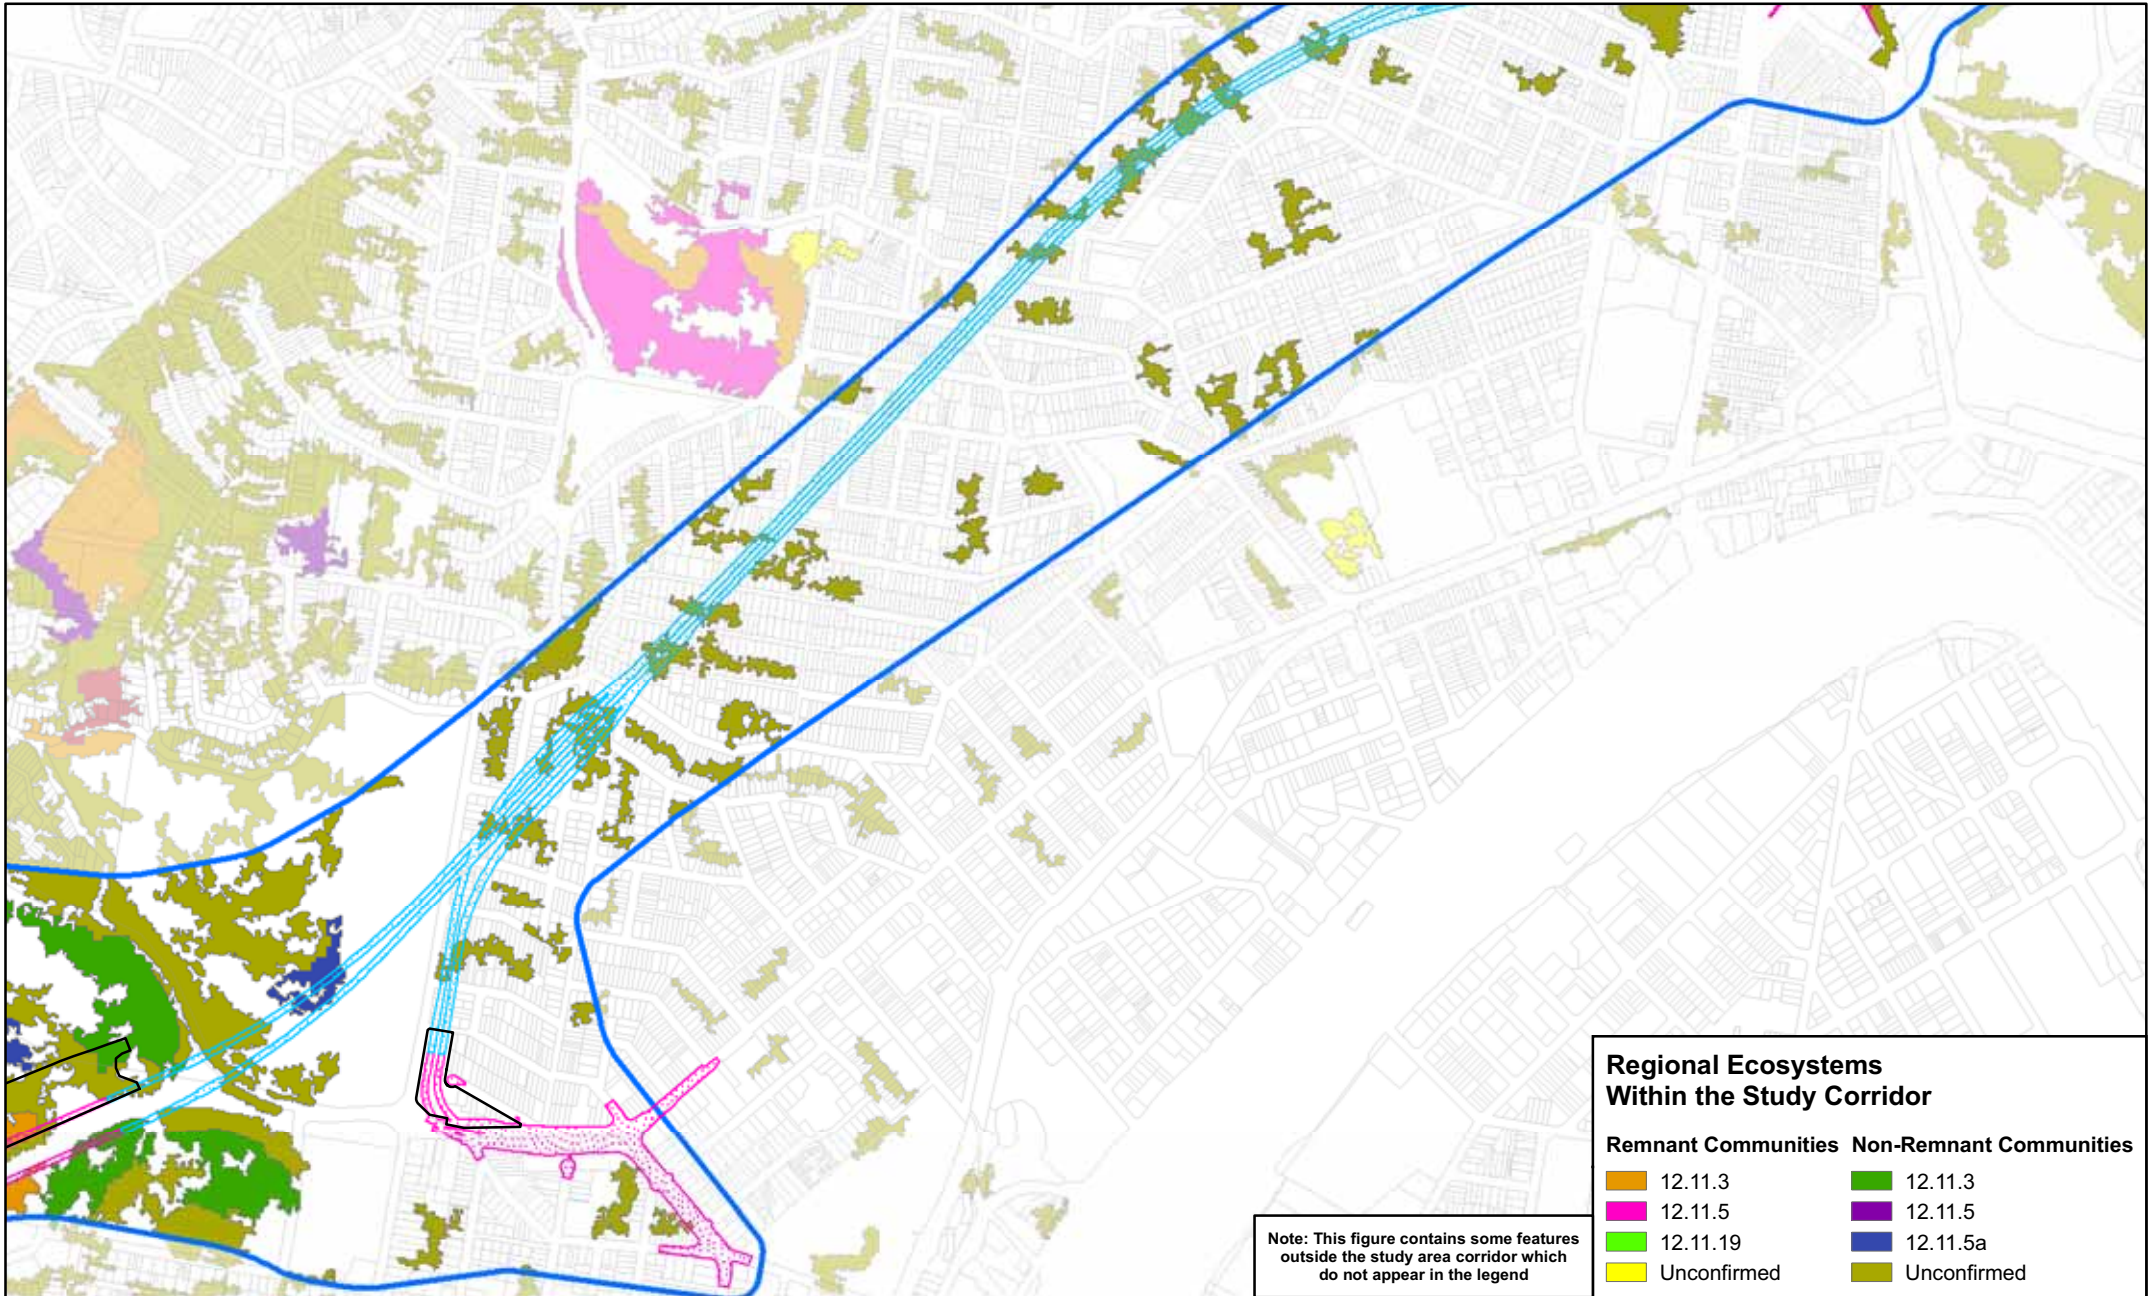 Regional Ecosystems
Within the Study Corridor
Remnant Communities Non-Remnant Communities
12.11.3 12.11.3
12.11.5 12.11.5
12.11.19 12.11.5a
Unconfirmed Unconfirmed
Note: This figure contains some features
outside the study area corridor which
do not appear in the legend